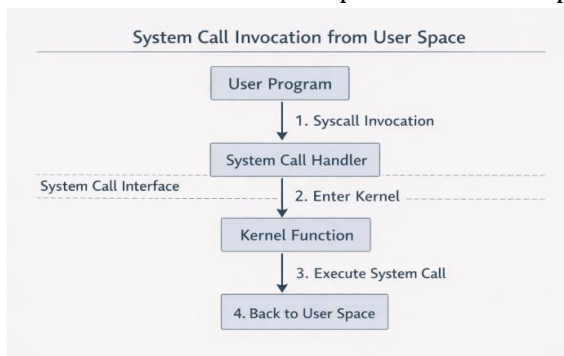 System Call Invocation from User Space
User Program
1. Syscall Invocation
System Call Handler
System Call Interface
2. Enter Kernel
Kernel Function
3. Execute System Call
4. Back to User Space